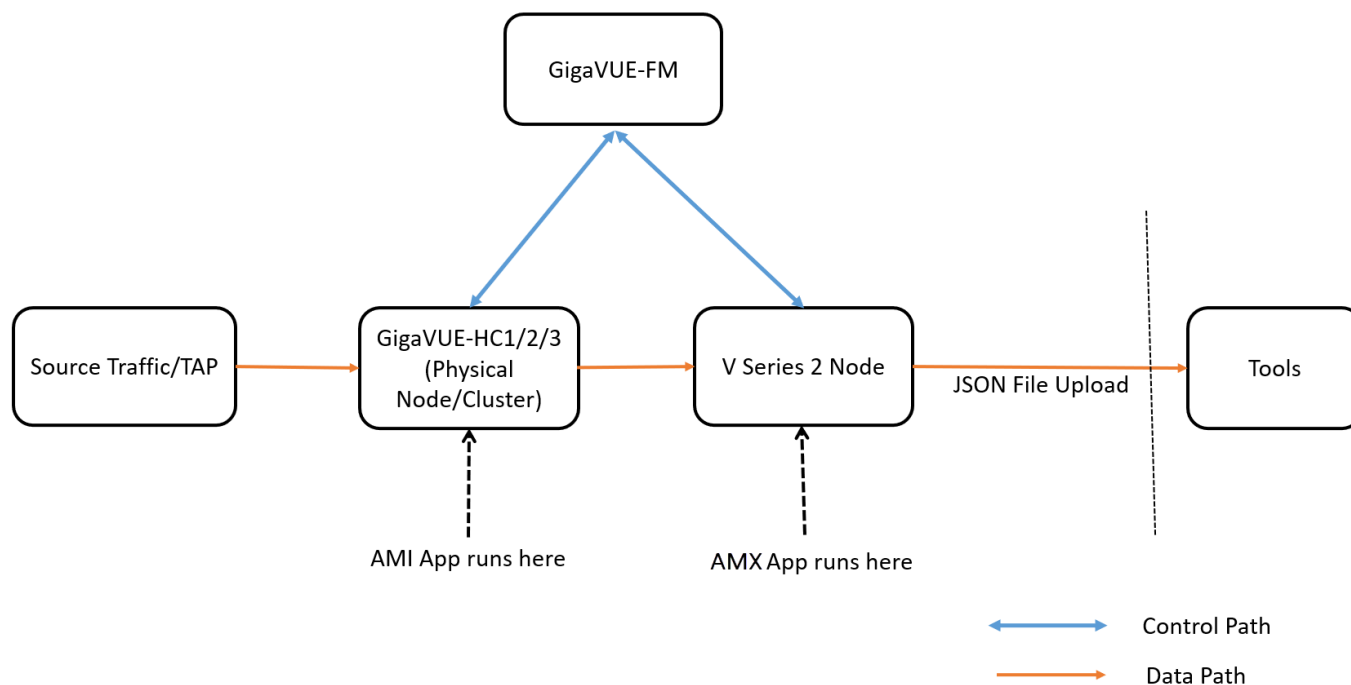 GigaVUE-FM
Source Traffic/TAP
GigaVUE-HC1/2/3
(Physical
Node/Cluster)
V Series 2 Node
JSON File Upload
Tools
AMI App runs here
AMX App runs here
Control Path
Data Path